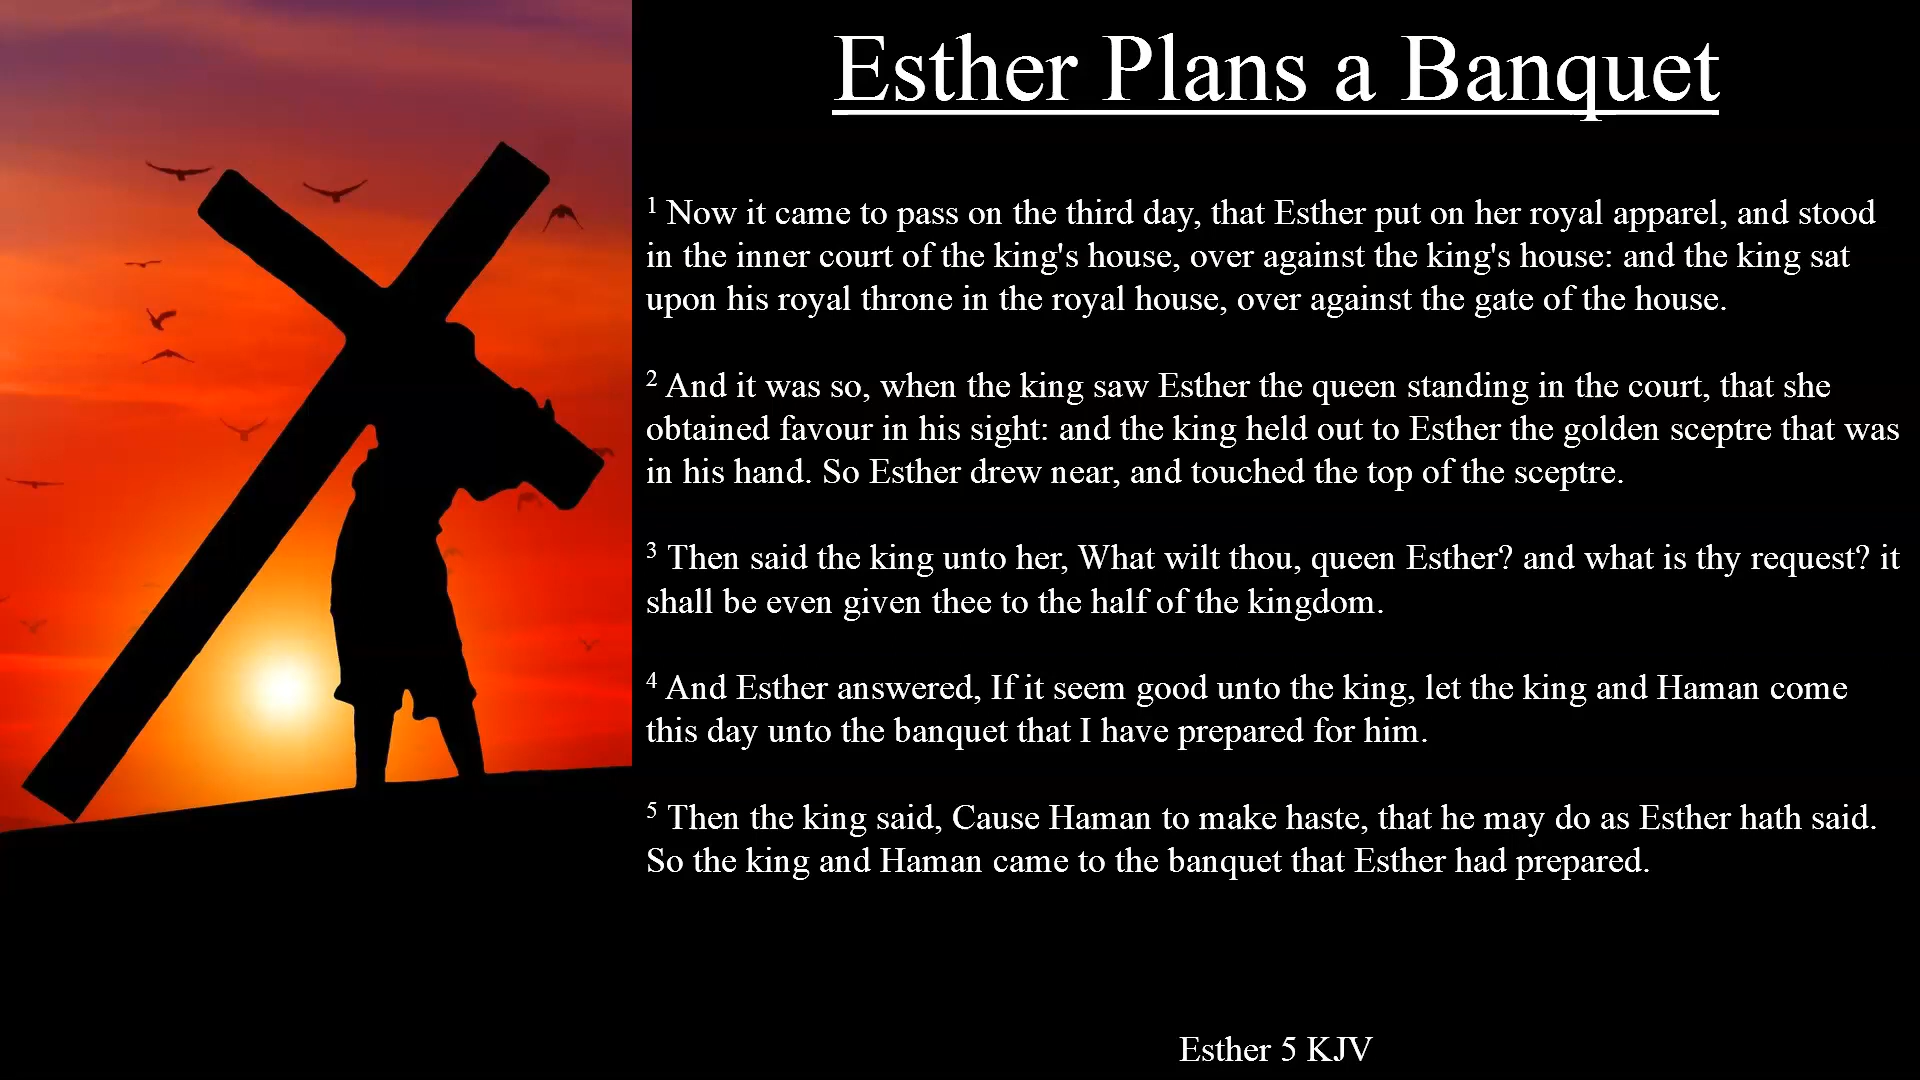 Esther Plans a Banquet
1 Now it came to pass on the third day, that Esther put on her royal apparel, and stood
in the inner court of the king's house, over against the king's house: and the king sat
upon his royal throne in the royal house, over against the gate of the house.
2 And it was so, when the king saw Esther the queen standing in the court, that she
obtained favour in his sight: and the king held out to Esther the golden sceptre that was
in his hand. So Esther drew near, and touched the top of the sceptre.
3 Then said the king unto her, What wilt thou, queen Esther? and what is thy request? it
shall be even given thee to the half of the kingdom.
4 And Esther answered, If it seem good unto the king, let the king and Haman come
this day unto the banquet that I have prepared for him.
5 Then the king said, Cause Haman to make haste, that he may do as Esther hath said.
So the king and Haman came to the banquet that Esther had prepared.
Esther 5 KJV